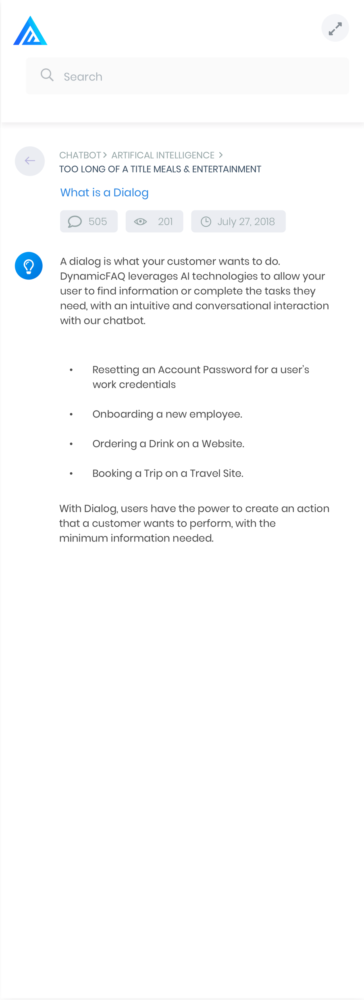 Search
CHATBOT > ARTIFICAL INTELLIGENCE >
TOO LONG OF A TITLE MEALS & ENTERTAINMENT
What is a Dialog
505 201 July 27, 2018
A dialog is what your customer wants to do.
DynamicFAQ leverages AI technologies to allow your
user to find information or complete the tasks they
need, with an intuitive and conversational interaction
with our chatbot.
• Resetting an Account Password for a user’s
work credentials
• Onboarding a new employee.
• Ordering a Drink on a Website.
• Booking a Trip on a Travel Site.
With Dialog, users have the power to create an action
that a customer wants to perform, with the
minimum information needed.